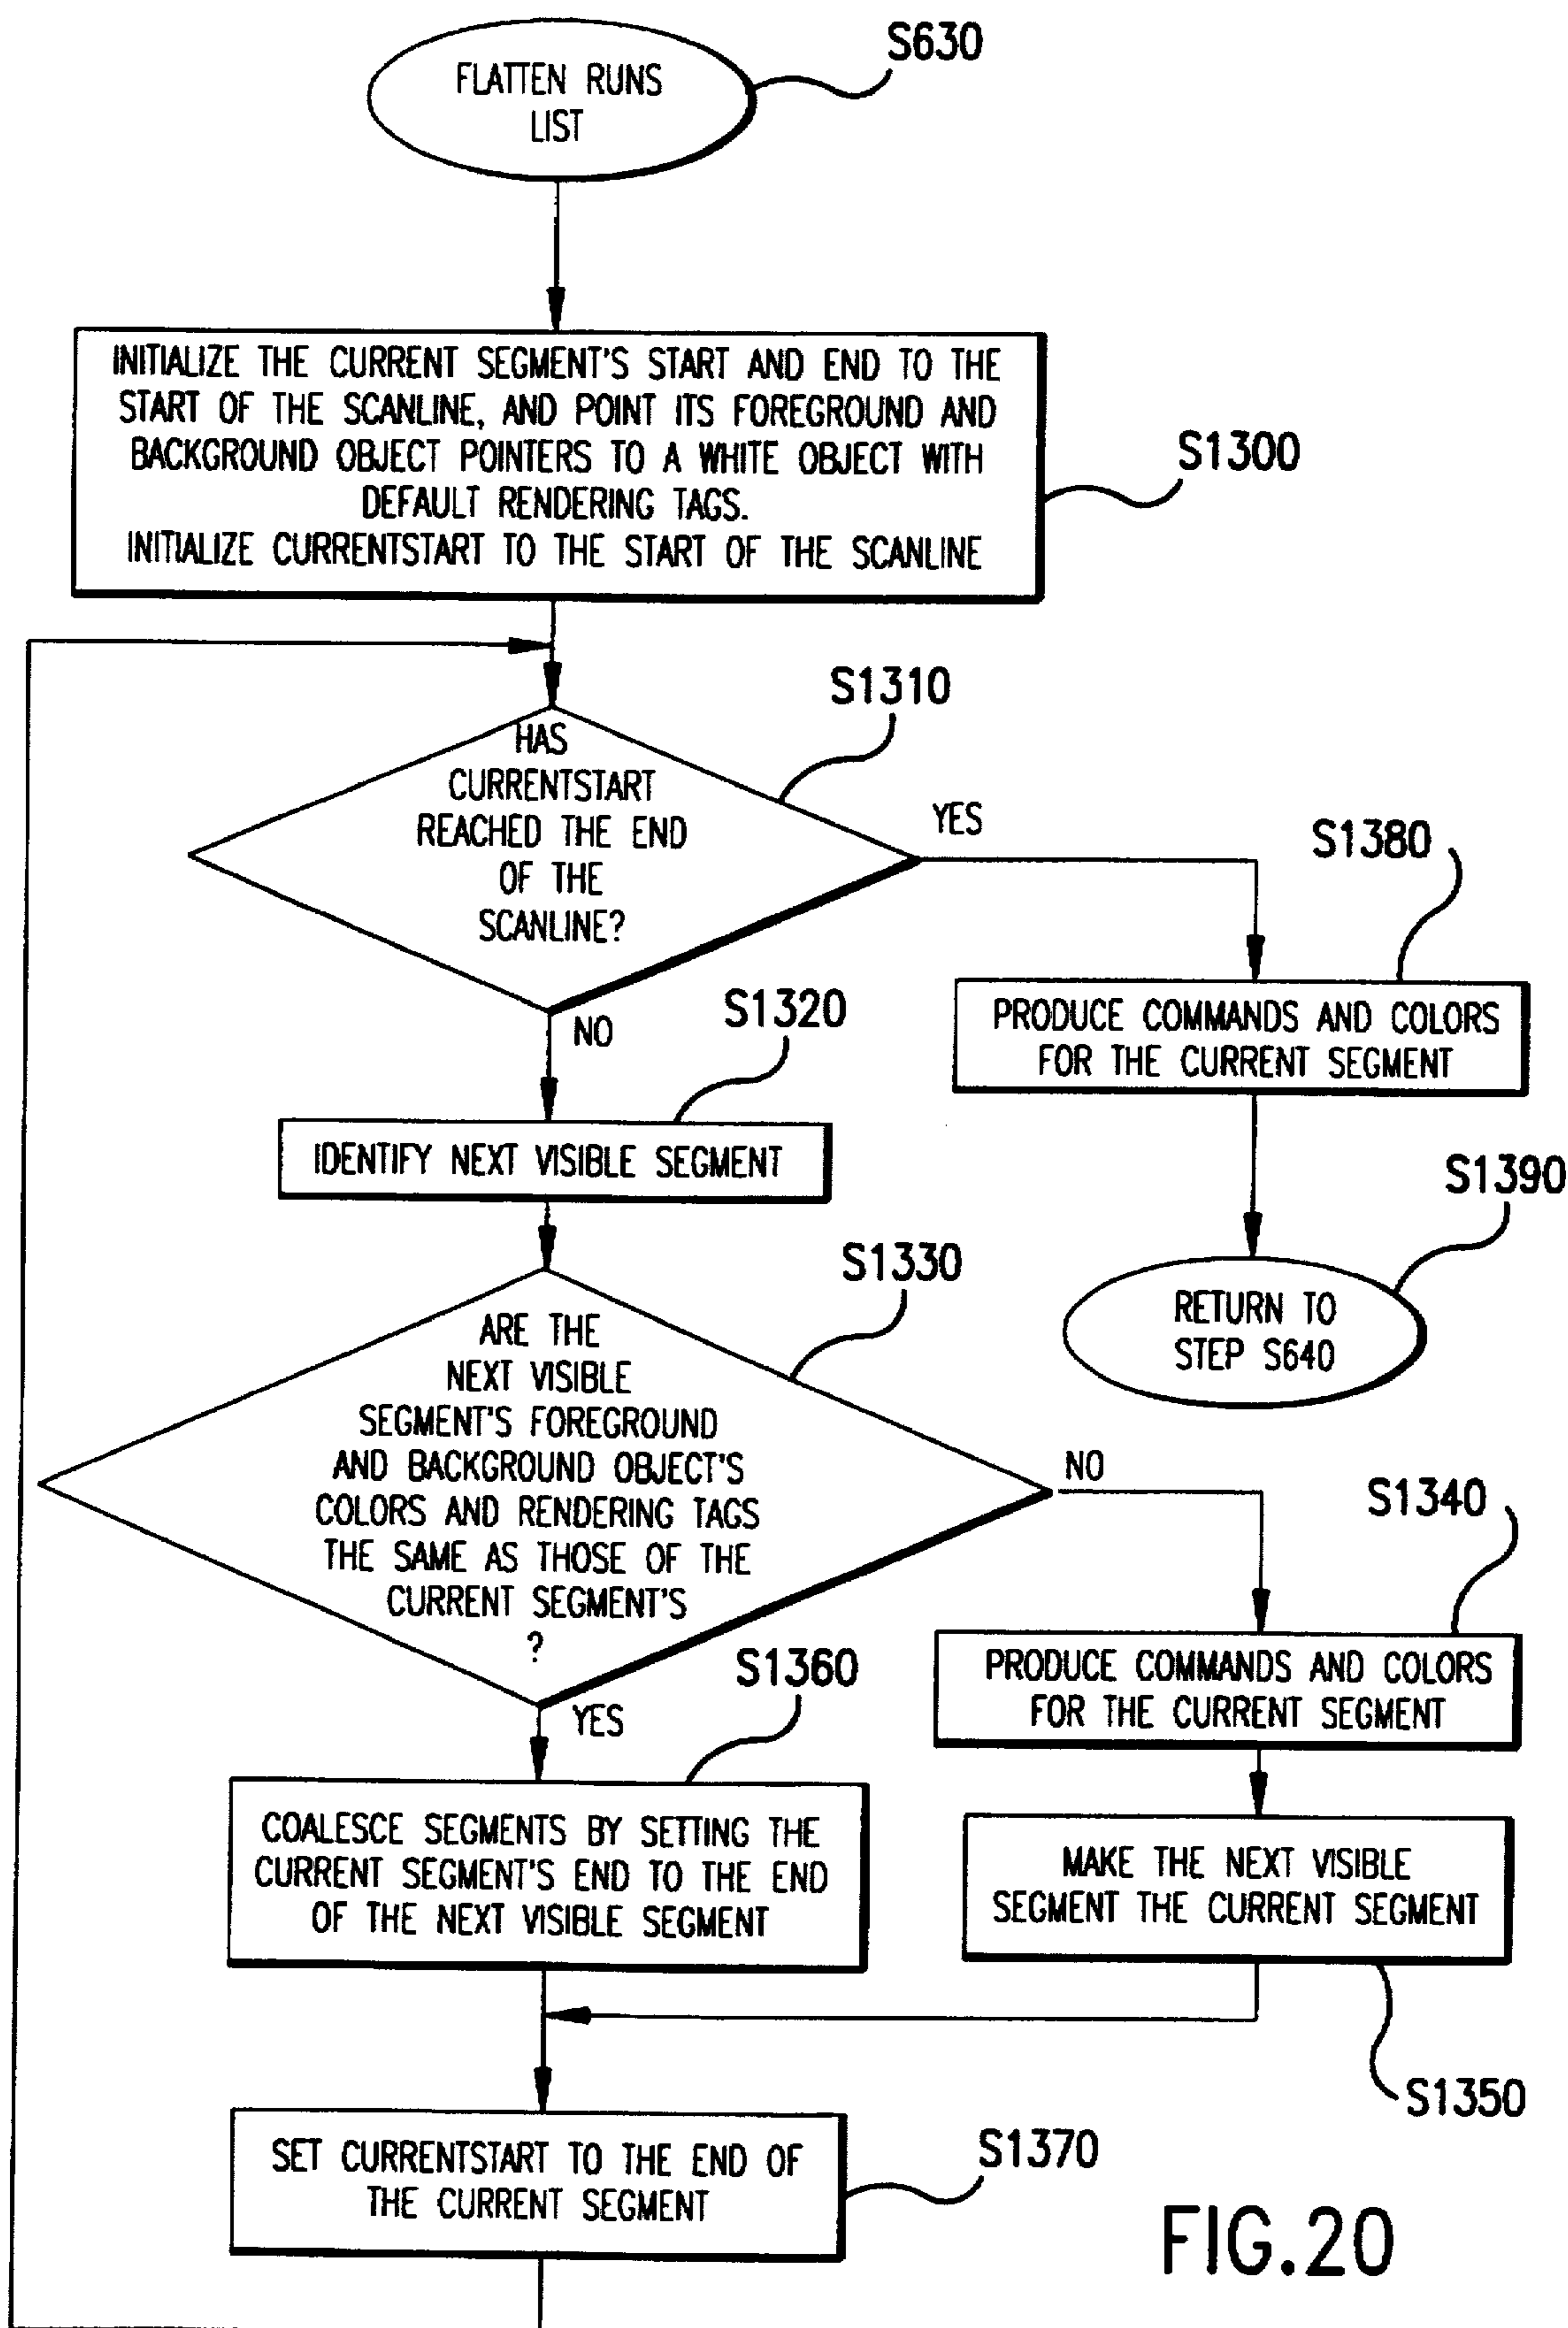 S630
FLATTEN RUNS
LIST
INITIALIZE THE CURRENT SEGMENT'S START AND END TO THE
START OF THE SCANLINE, AND POINT ITS FOREGROUND AND
BACKGROUND OBJECT POINTERS TO A WHITE OBJECT WITH
DEFAULT RENDERING TAGS.
INITIALIZE CURRENTSTART TO THE START OF THE SCANLINE
S1300
S1310
HAS
CURRENTSTART
REACHED THE END
OF THE
SCANLINE?
YES
S1380
PRODUCE COMMANDS AND COLORS
FOR THE CURRENT SEGMENT
NO
S1320
IDENTIFY NEXT VISIBLE SEGMENT
S1390
RETURN TO
STEP S640
S1330
ARE THE
NEXT VISIBLE
SEGMENT'S FOREGROUND
AND BACKGROUND OBJECT'S
COLORS AND RENDERING TAGS
THE SAME AS THOSE OF THE
CURRENT SEGMENT'S
?
NO
S1340
PRODUCE COMMANDS AND COLORS
FOR THE CURRENT SEGMENT
YES
S1360
COALESCE SEGMENTS BY SETTING THE
CURRENT SEGMENT'S END TO THE END
OF THE NEXT VISIBLE SEGMENT
MAKE THE NEXT VISIBLE
SEGMENT THE CURRENT SEGMENT
S1350
SET CURRENTSTART TO THE END OF
THE CURRENT SEGMENT
S1370
FIG.20